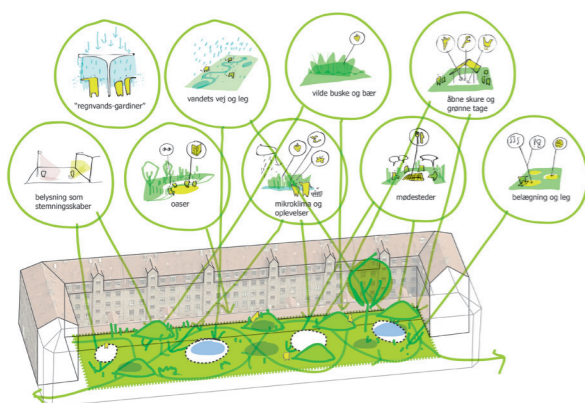 "regnvands-gardiner"
vandets vej og leg
vilde buske og bær
åbne skure og
grønne tage
belysning som
stemningsskaber
oaser
mikroklima og
oplevelser
mødesteder
belægning og leg